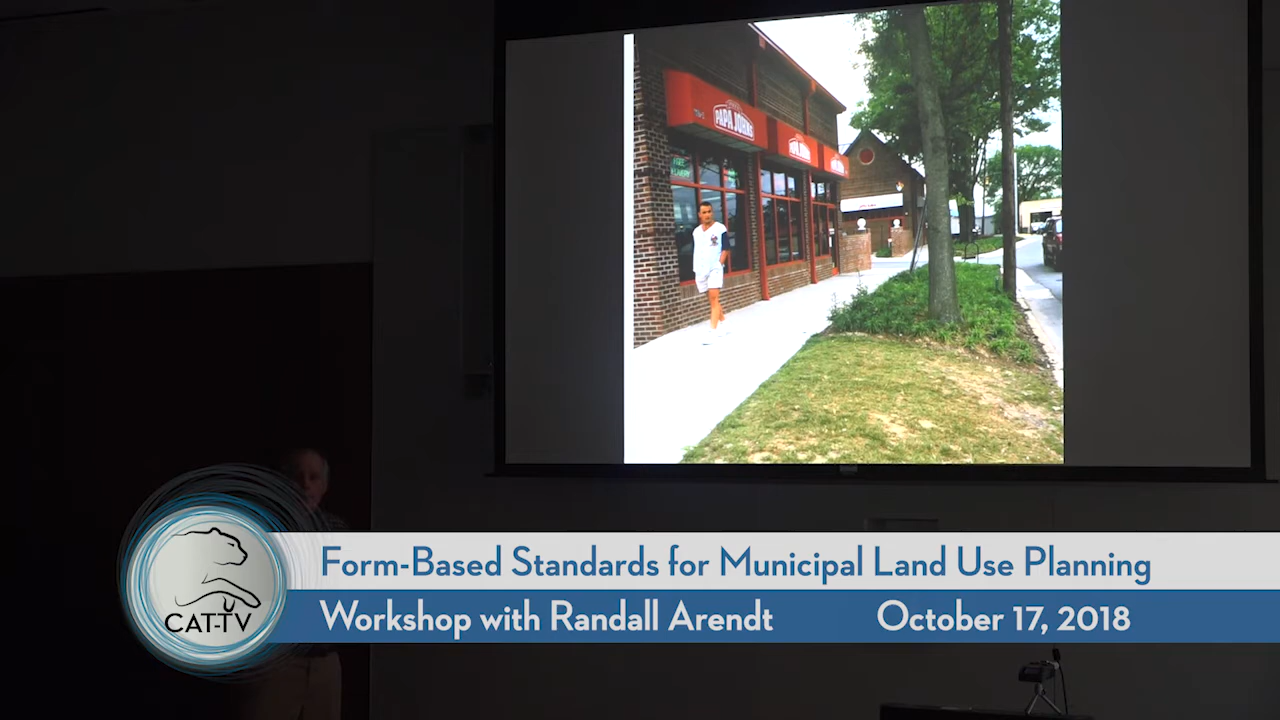 PAPA JOHNS
CAT-TV
Form-Based Standards for Municipal Land Use Planning
Workshop with Randall Arendt
October 17, 2018